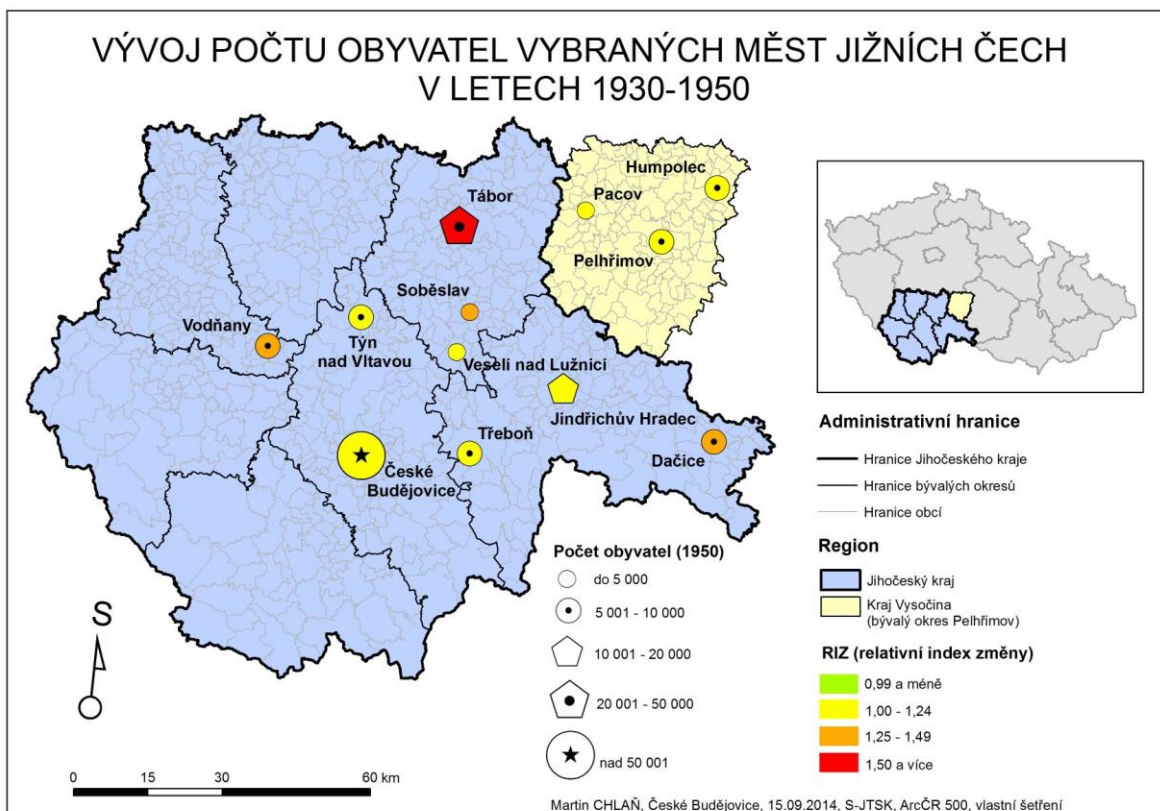 VÝVOJ POČTU OBYVATEL VYBRANÝCH MĚST JIŽNÍCH ČECH
V LETECH 1930-1950
Humpolec
Pacov
Tábor
Pelhřimov
Soběslav
Vodňany
Týn
nad Vltavou
Veselí nad Lužnicí
Jindřichův Hradec
Třeboň
Dačice
České
Budějovice
Administrativní hranice
Hranice Jihočeského kraje
Hranice bývalých okresů
Hranice obcí
Region
Jihočeský kraj
Kraj Vysočina
(bývalý okres Pelhřimov)
RIZ (relativní index změny)
0,99 a méně
1,00 - 1,24
1,25 - 1,49
1,50 a více
Počet obyvatel (1950)
do 5 000
5 001 - 10 000
10 001 - 20 000
20 001 - 50 000
nad 50 001
S
0 15 30 60 km
Martin CHLAŇ, České Budějovice, 15.09.2014, S-JTSK, ArcČR 500, vlastní šetření